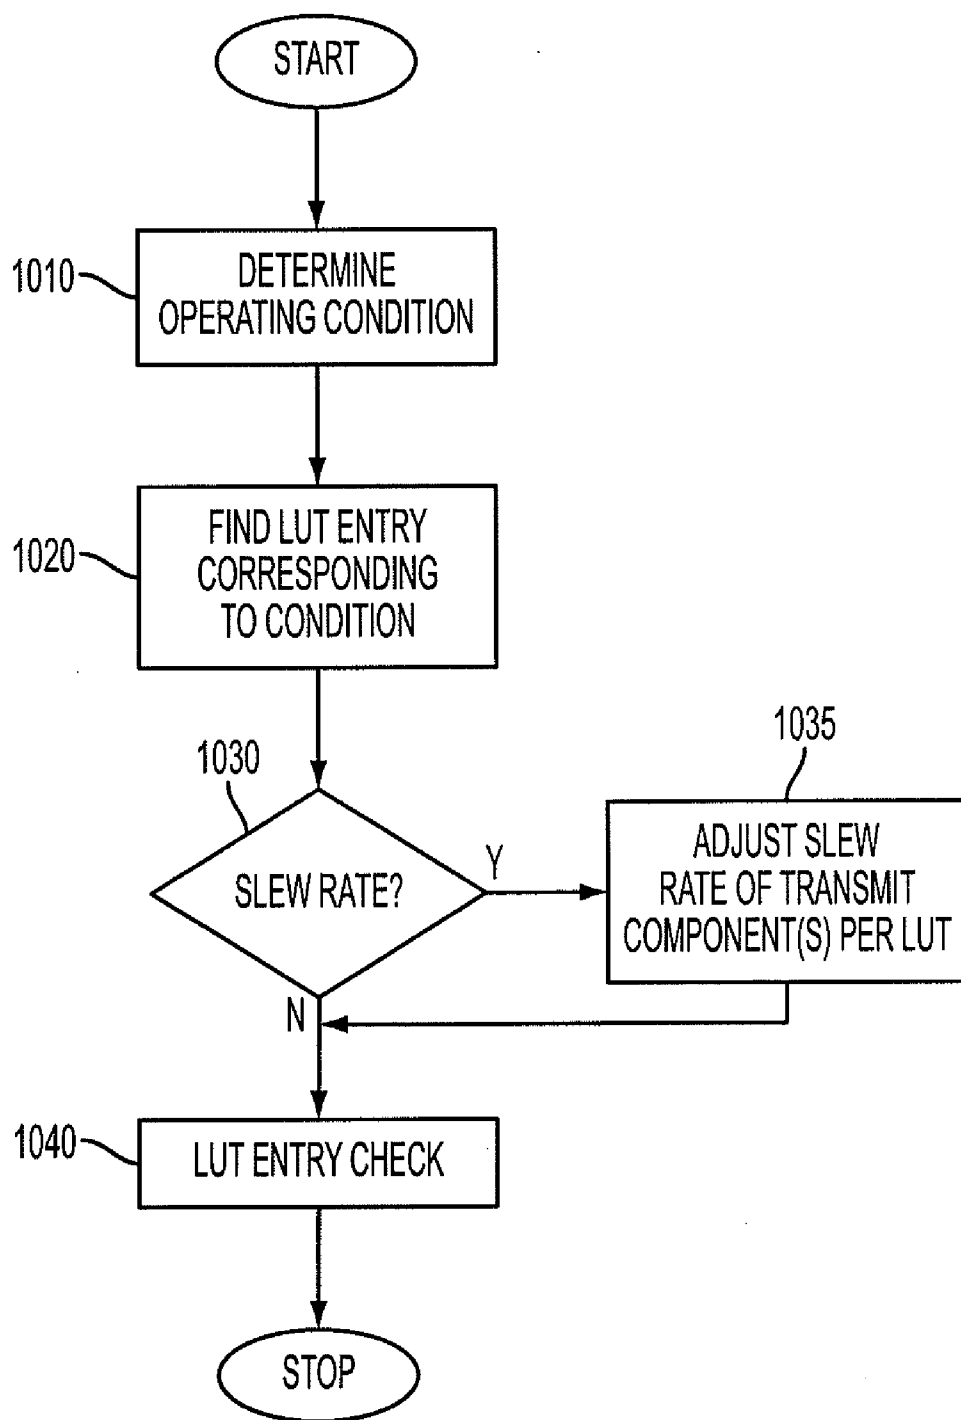 START
1010
DETERMINE
OPERATING CONDITION
1020
FIND LUT ENTRY
CORRESPONDING
TO CONDITION
1030
SLEW RATE?
Y
1035
ADJUST SLEW
RATE OF TRANSMIT
COMPONENT(S) PER LUT
N
1040
LUT ENTRY CHECK
STOP